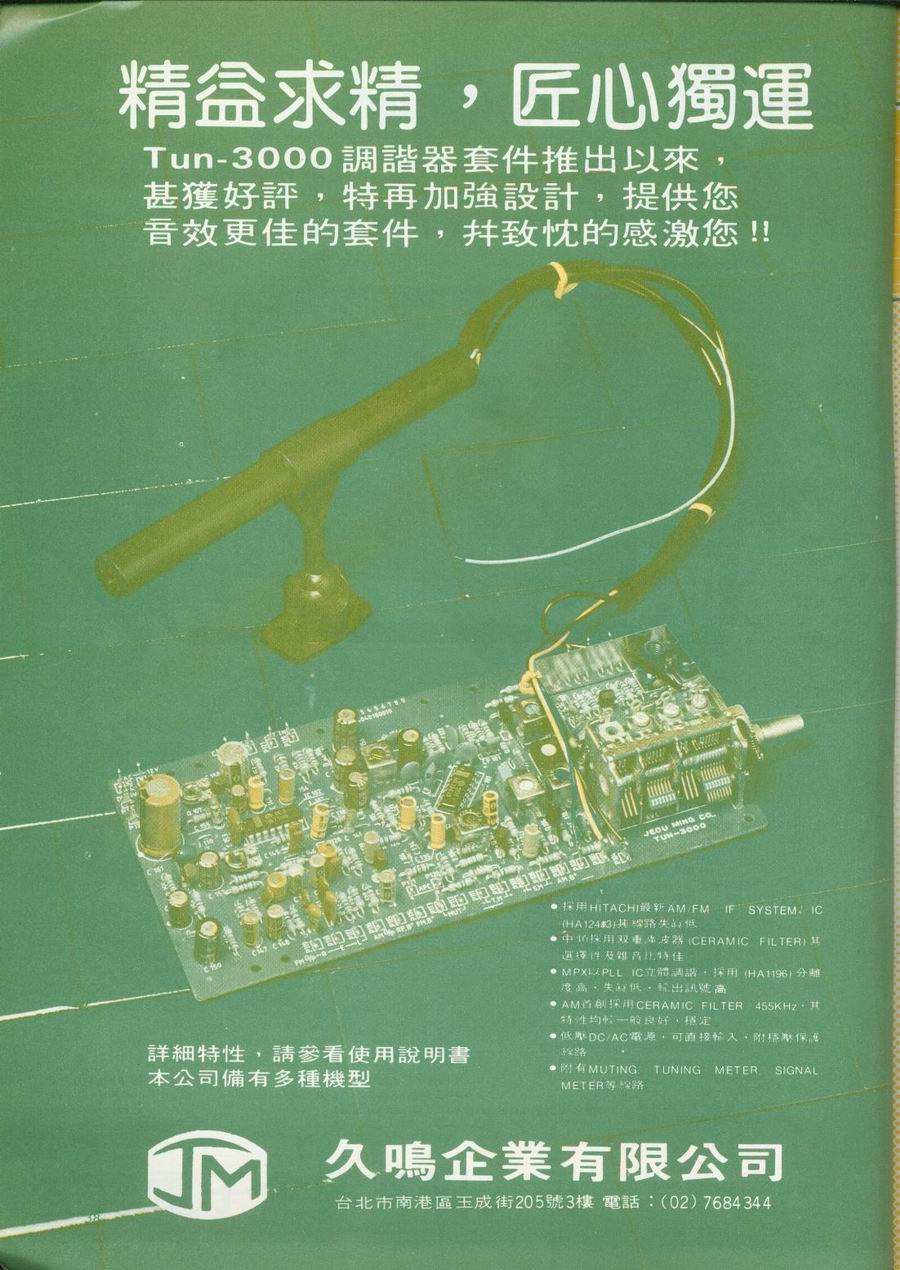 精益求精，匠心獨運
Tun-3000調諧器套件推出以來，
甚獲好評，特再加強設計，提供您
音效更佳的套件，幷致忱的感激您!!
JEOU MING CO.
TUN-3000
● 採用HITACHI最新AM/FM IF SYSTEM IC
(HA12413)其線路失真低
● 中頻採用双重濾波器(CERAMIC FILTER)其
選擇性及雜音比特佳
● MPX以PLL IC立體調諧，採用(HA1196)分離
度高、失真低、輸出訊號高
● AM首創採用CERAMIC FILTER 455KHz，其
特性均較一般良好，穩定
● 低壓DC/AC電源，可直接輸入，附穩壓保護
線路
● 附有MUTING. TUNING METER. SIGNAL.
METER等線路
詳細特性，請參看使用說明書
本公司備有多種機型
JM
久鳴企業有限公司
台北市南港區玉成街205號3樓 電話：(02) 7684344